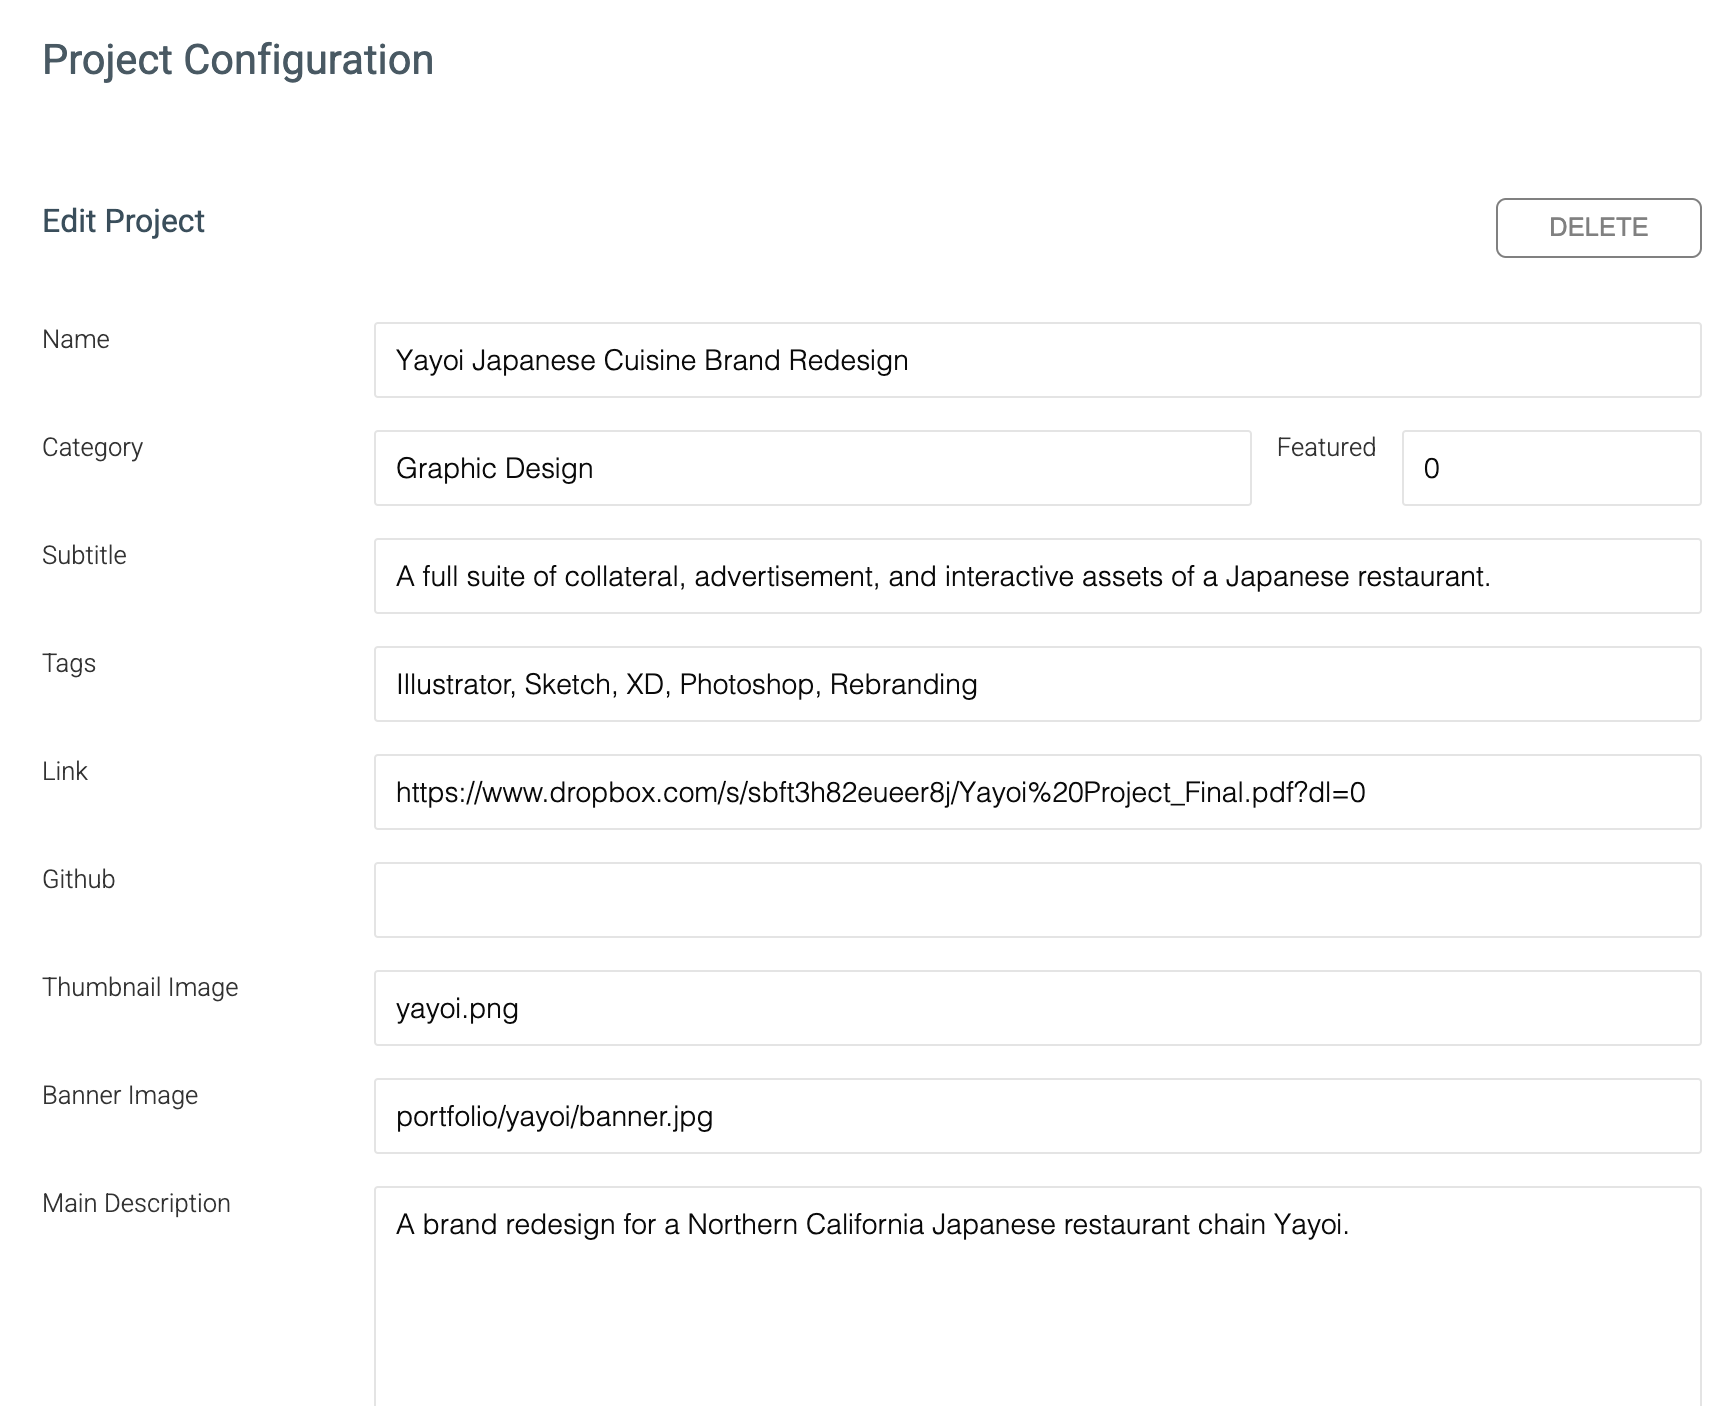 Project Configuration
Edit Project
DELETE
Name
Yayoi Japanese Cuisine Brand Redesign
Category
Graphic Design
Featured
0
Subtitle
A full suite of collateral, advertisement, and interactive assets of a Japanese restaurant.
Tags
Illustrator, Sketch, XD, Photoshop, Rebranding
Link
https://www.dropbox.com/s/sbft3h82eueer8j/Yayoi%20Project_Final.pdf?dl=0
Github
Thumbnail Image
yayoi.png
Banner Image
portfolio/yayoi/banner.jpg
Main Description
A brand redesign for a Northern California Japanese restaurant chain Yayoi.